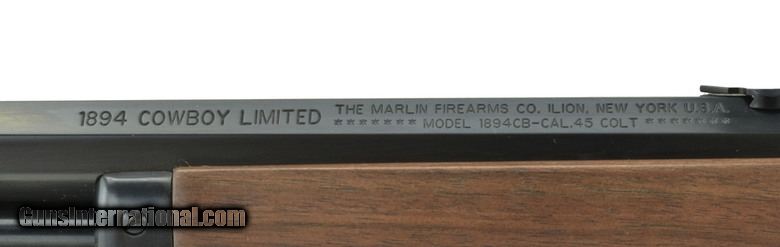 1894 COWBOY LIMITED
THE MARLIN FIREARMS CO. ILION, NEW YORK U.S.A.
******* MODEL 1894CB-CAL.45 COLT *******
GunsInternational.com